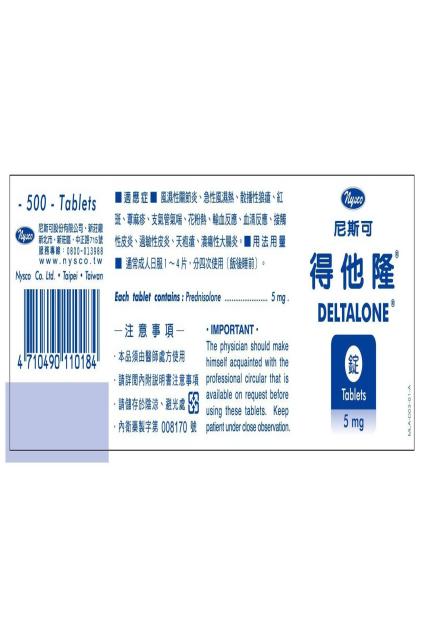 - 500 - Tablets
Nysco
尼斯可股份有限公司．新莊廠
新北市．新莊區．中正路715號
服務專線：0800-013988
www.nysco.tw
Nysco Co. Ltd. • Taipei • Taiwan
4 710490 110184
■ 適應症 ■ 風濕性關節炎、急性風濕熱、散播性狼瘡、紅
斑、蕁麻疹、支氣管氣喘、花粉熱、輸血反應、血清反應、接觸
性皮炎、過敏性皮炎、天疱瘡、潰瘍性大腸炎。■ 用法用量
■ 通常成人日服1～4片，分四次使用〔飯後睡前〕。
Each tablet contains : Prednisolone .................... 5 mg .
－注意事項－
‧本品須由醫師處方使用
‧請詳閱內附說明書注意事項
‧請儲存於陰涼、避光處
‧內衛藥製字第 008170 號
· IMPORTANT ·
The physician should make
himself acquainted with the
professional circular that is
available on request before
using these tablets. Keep
patient under close observation.
Nysco
尼斯可
得他隆®
DELTALONE®
錠
Tablets
5 mg
MLA-D03-01-A